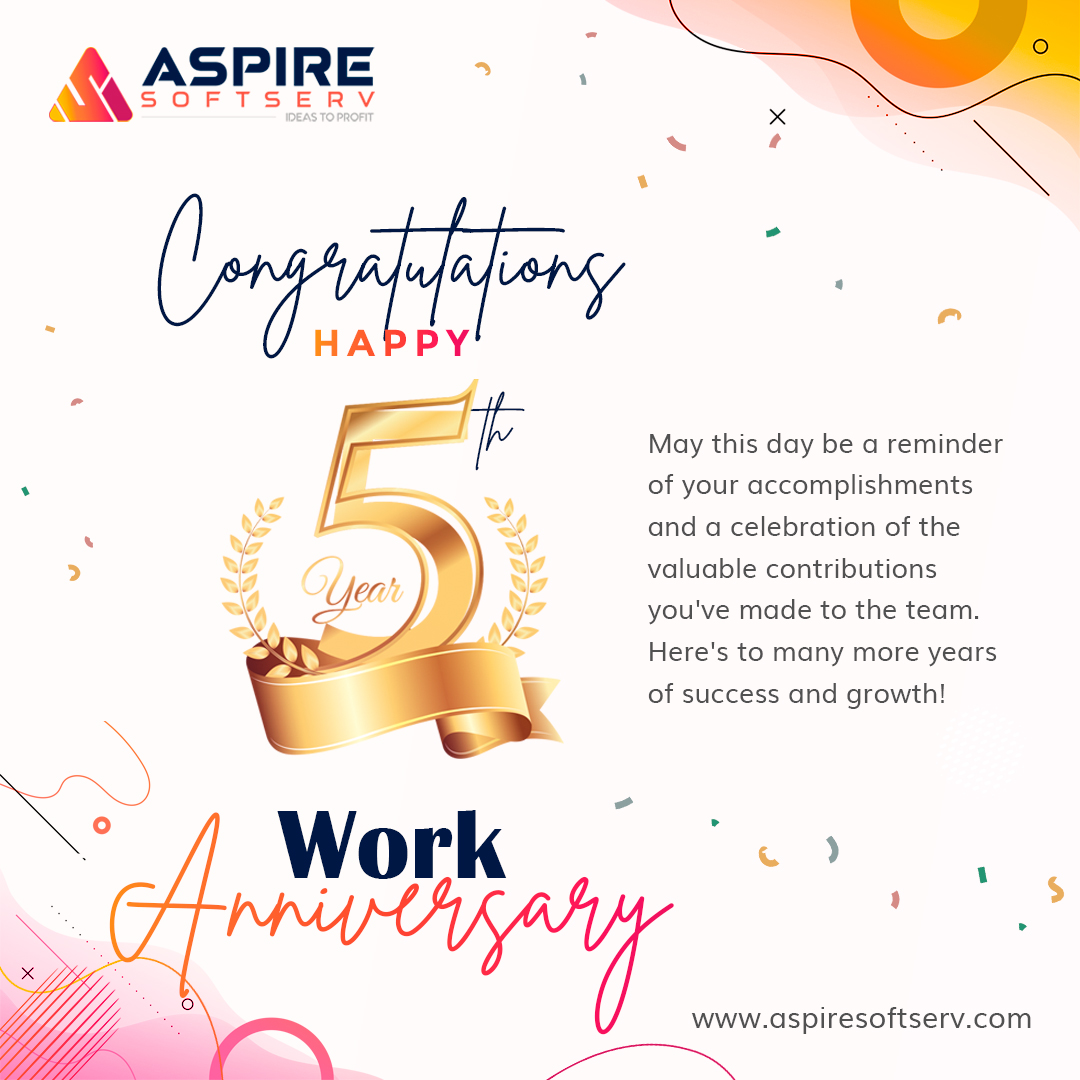 ASPIRE
SOFTSERV
IDEAS TO PROFIT
Congratulations
HAPPY
5th
Year
Work
Anniversary
May this day be a reminder
of your accomplishments
and a celebration of the
valuable contributions
you've made to the team.
Here's to many more years
of success and growth!
www.aspiresoftserv.com